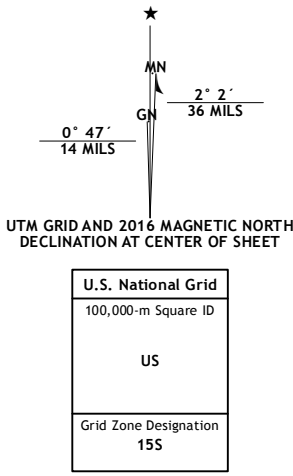 ★
MN
2° 2´
36 MILS
GN
0° 47´
14 MILS
UTM GRID AND 2016 MAGNETIC NORTH
DECLINATION AT CENTER OF SHEET
U.S. National Grid
100,000-m Square ID
US
Grid Zone Designation
15S